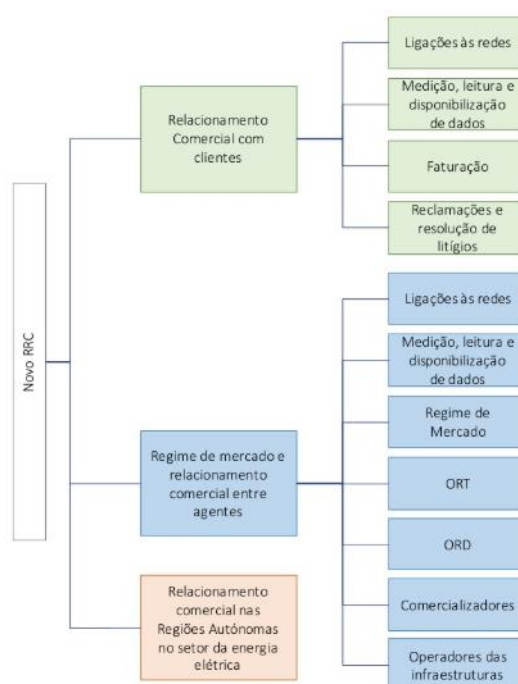 Novo RRC
Relacionamento
Comercial com
clientes
Ligações às redes
Medição, leitura e
disponibilização
de dados
Faturação
Reclamações e
resolução de
litígios
Regime de mercado e
relacionamento
comercial entre
agentes
Ligações às redes
Medição, leitura e
disponibilização
de dados
Regime de
Mercado
ORT
ORD
Comercializadores
Operadores das
infraestruturas
Relacionamento
comercial nas
Regiões Autónomas
no setor da energia
elétrica